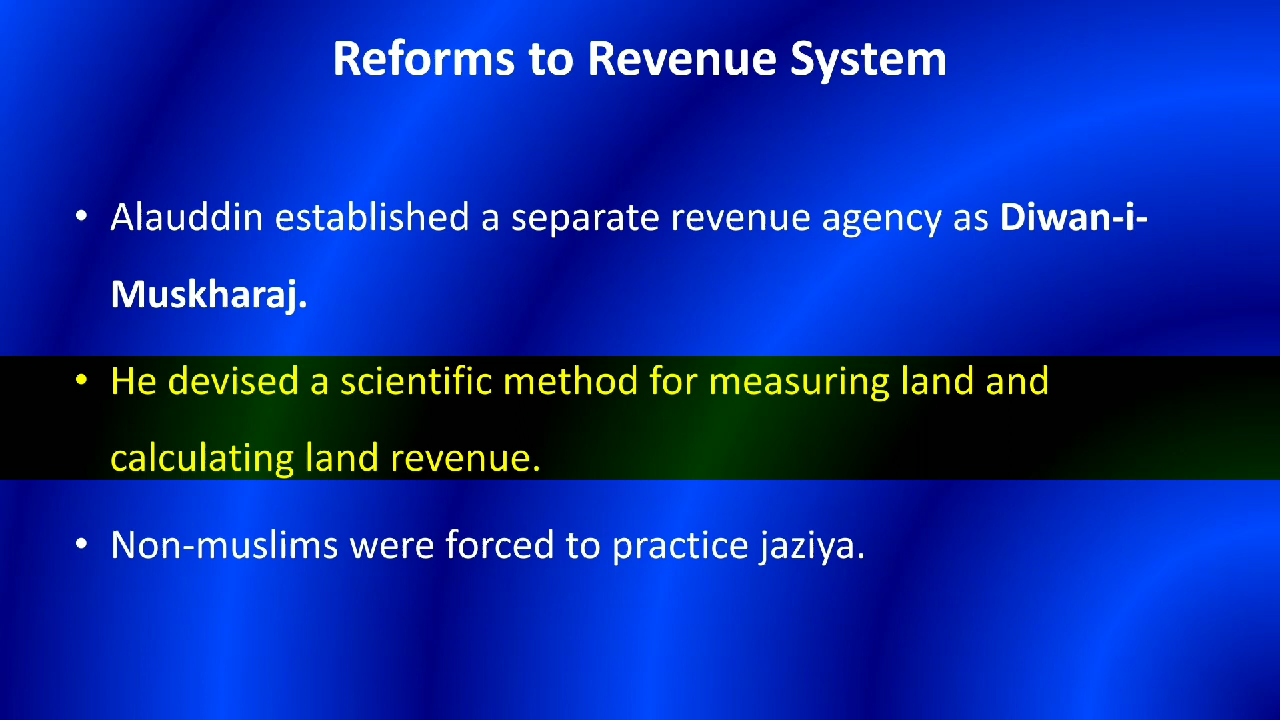 Reforms to Revenue System
• Alauddin established a separate revenue agency as Diwan-i-
Muskharaj.
• He devised a scientific method for measuring land and
calculating land revenue.
• Non-muslims were forced to practice jaziya.